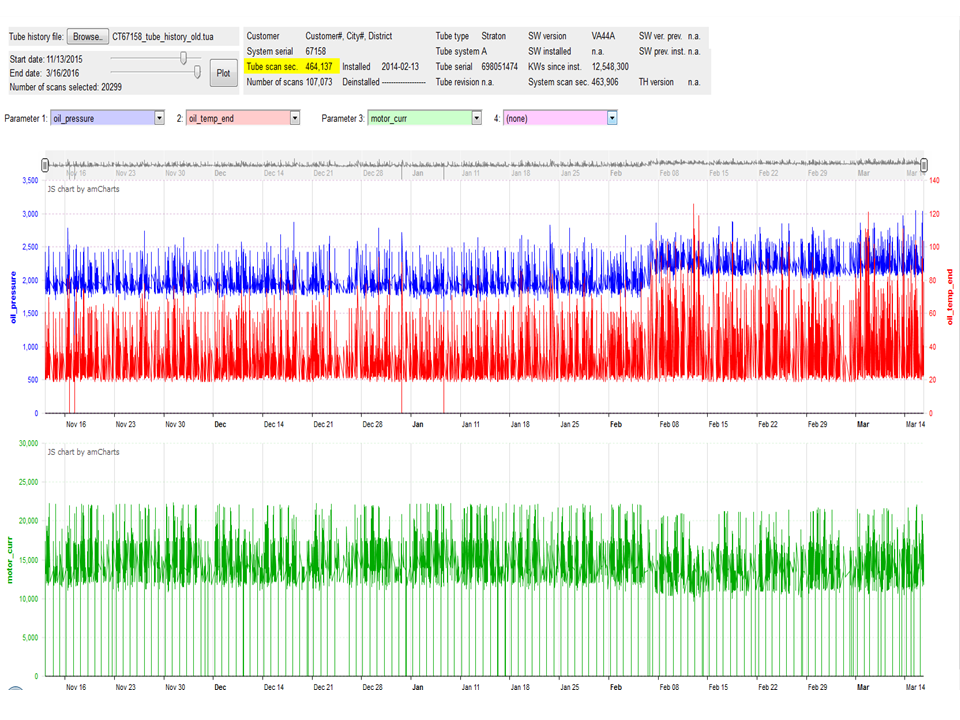 Tube history file: Browse.. CT67158_tube_history_old.tua
Start date: 11/13/2015
End date: 3/16/2016
Number of scans selected: 20299
Plot
Customer Customer#, City#, District Tube type Straton SW version VA44A SW ver. prev. n.a.
System serial 67158 Tube system A SW installed n.a. SW prev. inst. n.a.
Tube scan sec. 464,137 Installed 2014-02-13 Tube serial 698051474 KWs since inst. 12,548,300
Number of scans 107,073 Deinstalled ------------------ Tube revision n.a. System scan sec. 463,906 TH version n.a.
Parameter 1: oil_pressure 2: oil_temp_end Parameter 3: motor_curr 4: (none)
Nov 16 Nov 23 Nov 30 Dec Dec 14 Dec 21 Dec 28 Jan Jan 11 Jan 18 Jan 25 Feb Feb 08 Feb 15 Feb 22 Feb 29 Mar Mar
JS chart by amCharts
3,500 140
3,000 120
2,500 100
2,000 80
1,500 60
1,000 40
500 20
0 0
oil_pressure
oil_temp_end
Nov 16 Nov 23 Nov 30 Dec Dec 14 Dec 21 Dec 28 Jan Jan 11 Jan 18 Jan 25 Feb Feb 08 Feb 15 Feb 22 Feb 29 Mar Mar 14
30,000
JS chart by amCharts
25,000
20,000
15,000
10,000
5,000
0
motor_curr
Nov 16 Nov 23 Nov 30 Dec Dec 14 Dec 21 Dec 28 Jan Jan 11 Jan 18 Jan 25 Feb Feb 08 Feb 15 Feb 22 Feb 29 Mar Mar 14